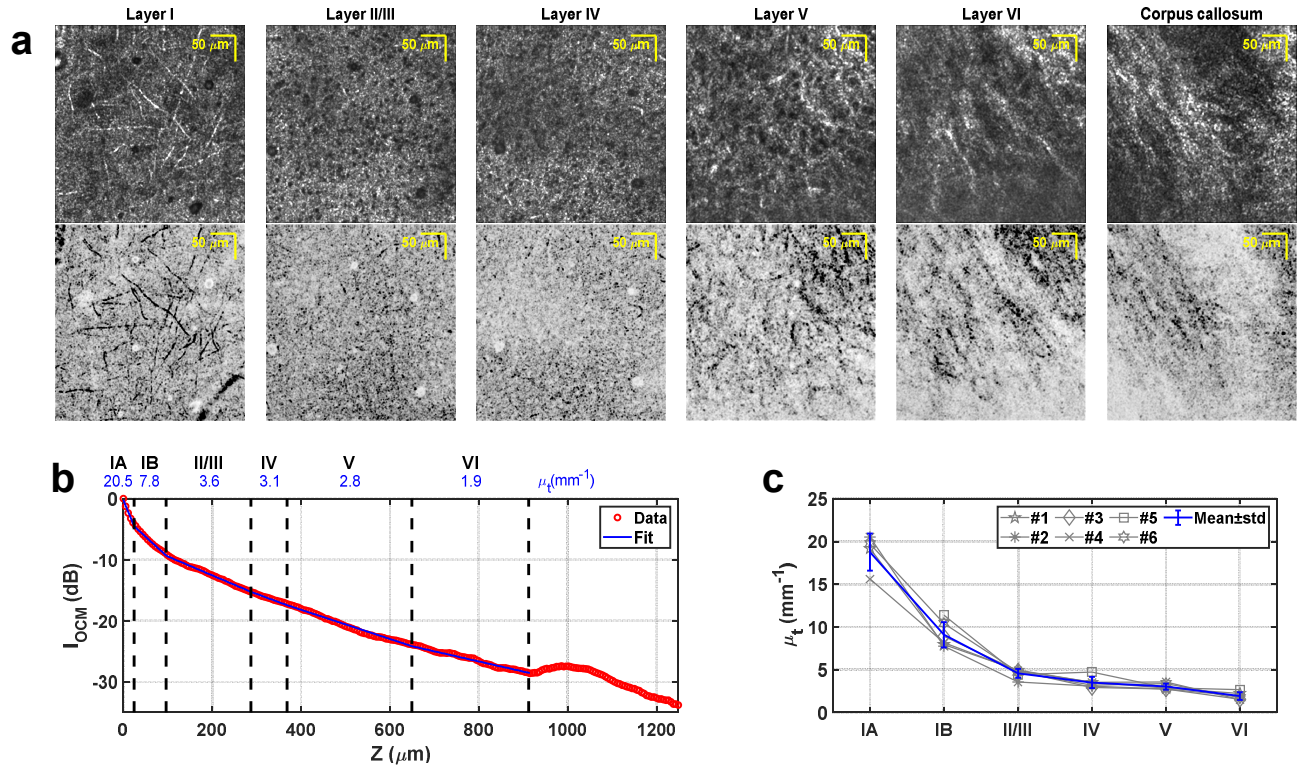 Layer I Layer II/III Layer IV Layer V Layer VI Corpus callosum
a
50 μm 50 μm 50 μm 50 μm 50 μm 50 μm
50 μm 50 μm 50 μm 50 μm 50 μm 50 μm
b
IA IB II/III IV V VI
20.5 7.8 3.6 3.1 2.8 1.9 μt(mm-1)
0
-10
-20
-30
IOCM (dB)
Data
Fit
0 200 400 600 800 1000 1200
Z (μm)
c
25
20
15
10
5
0
μt (mm-1)
#1 #3 #5 Mean±std
#2 #4 #6
IA IB II/III IV V VI